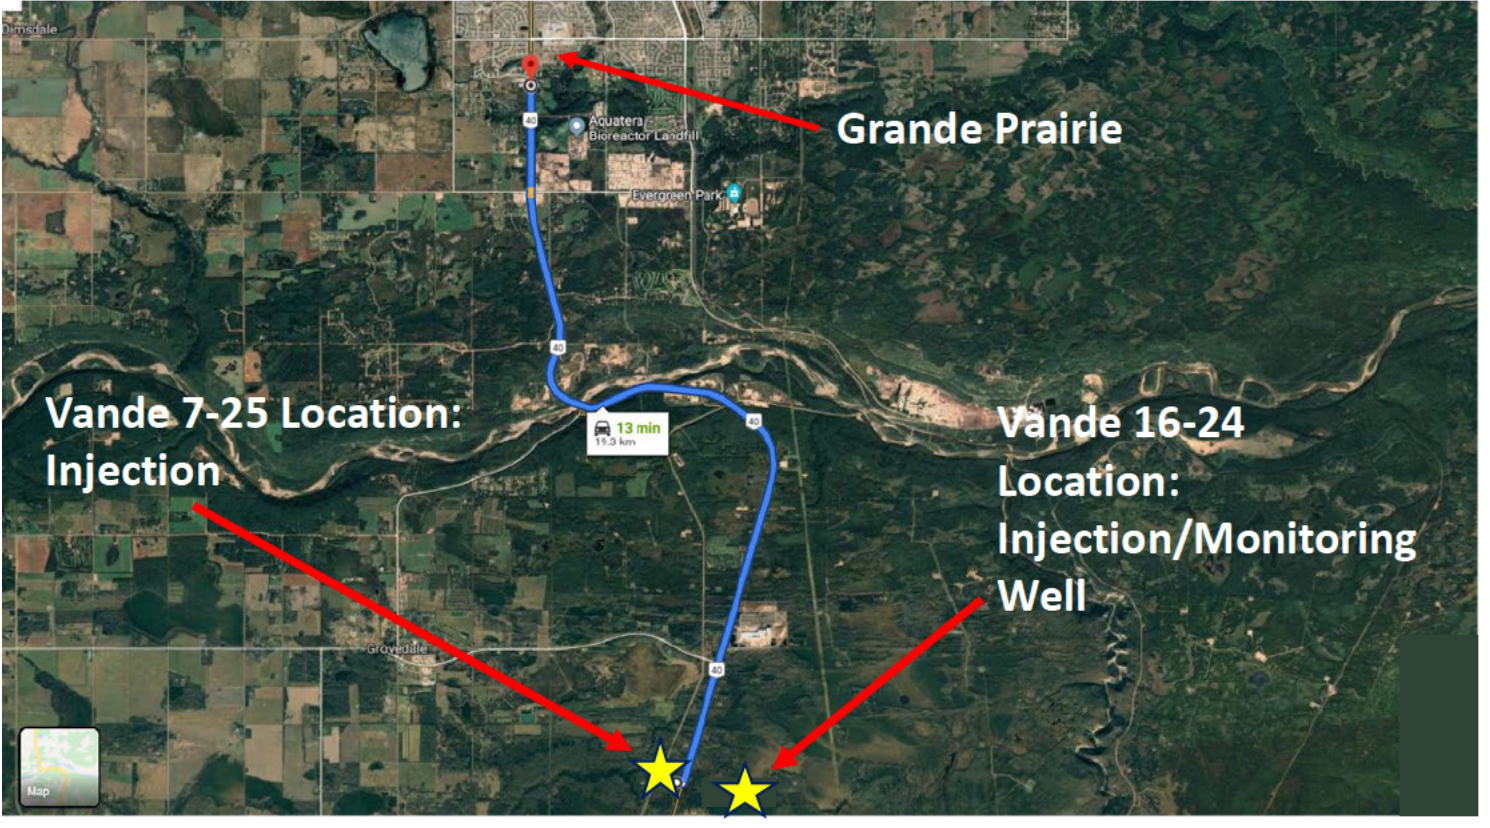 Dimsdale
40
Aquatera
Bioreactor Landfill
Grande Prairie
Evergreen Park
40
Vande 7-25 Location:
Injection
13 min
19.3 km
40
Vande 16-24
Location:
Injection/Monitoring
Well
Grovedale
40
Map